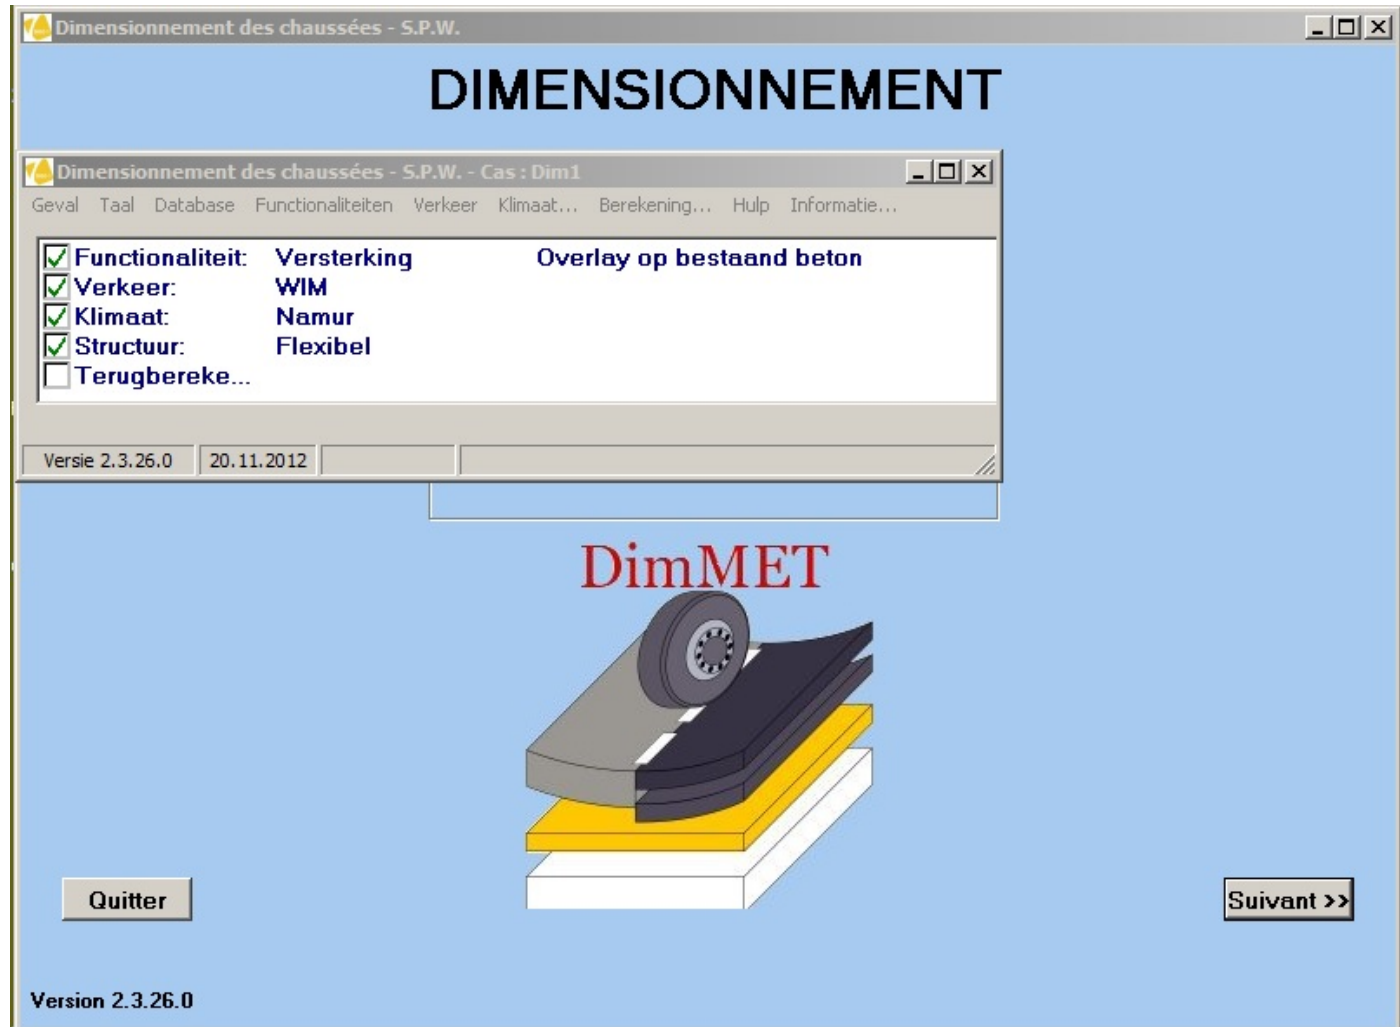 Dimensionnement des chaussées - S.P.W.
DIMENSIONNEMENT
Dimensionnement des chaussées - S.P.W. - Cas : Dim1
Geval Taal Database Functionaliteiten Verkeer Klimaat... Berekening... Hulp Informatie...
Functionaliteit: Versterking Overlay op bestaand beton
Verkeer: WIM
Klimaat: Namur
Structuur: Flexibel
Terugbereke...
Versie 2.3.26.0 20.11.2012
DimMET
Quitter Suivant >>
Version 2.3.26.0